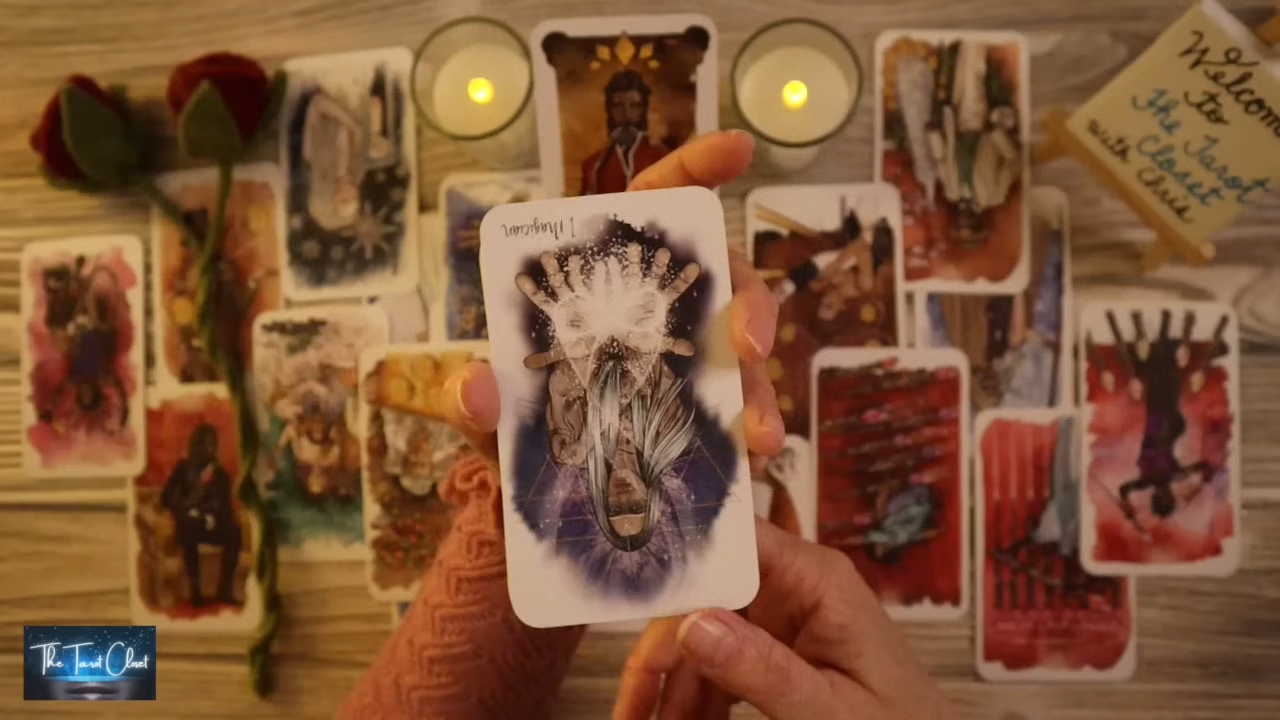 Welcome
to
The Tarot
Closet
with Chris
I Magician
The Tarot Closet